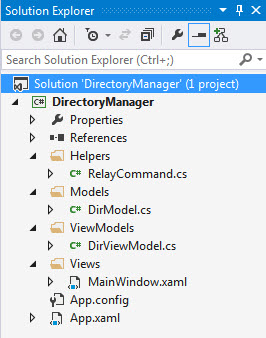 Solution Explorer
Search Solution Explorer (Ctrl+;)
Solution 'DirectoryManager' (1 project)
C# DirectoryManager
Properties
References
Helpers
C# RelayCommand.cs
Models
C# DirModel.cs
ViewModels
C# DirViewModel.cs
Views
MainWindow.xaml
App.config
App.xaml